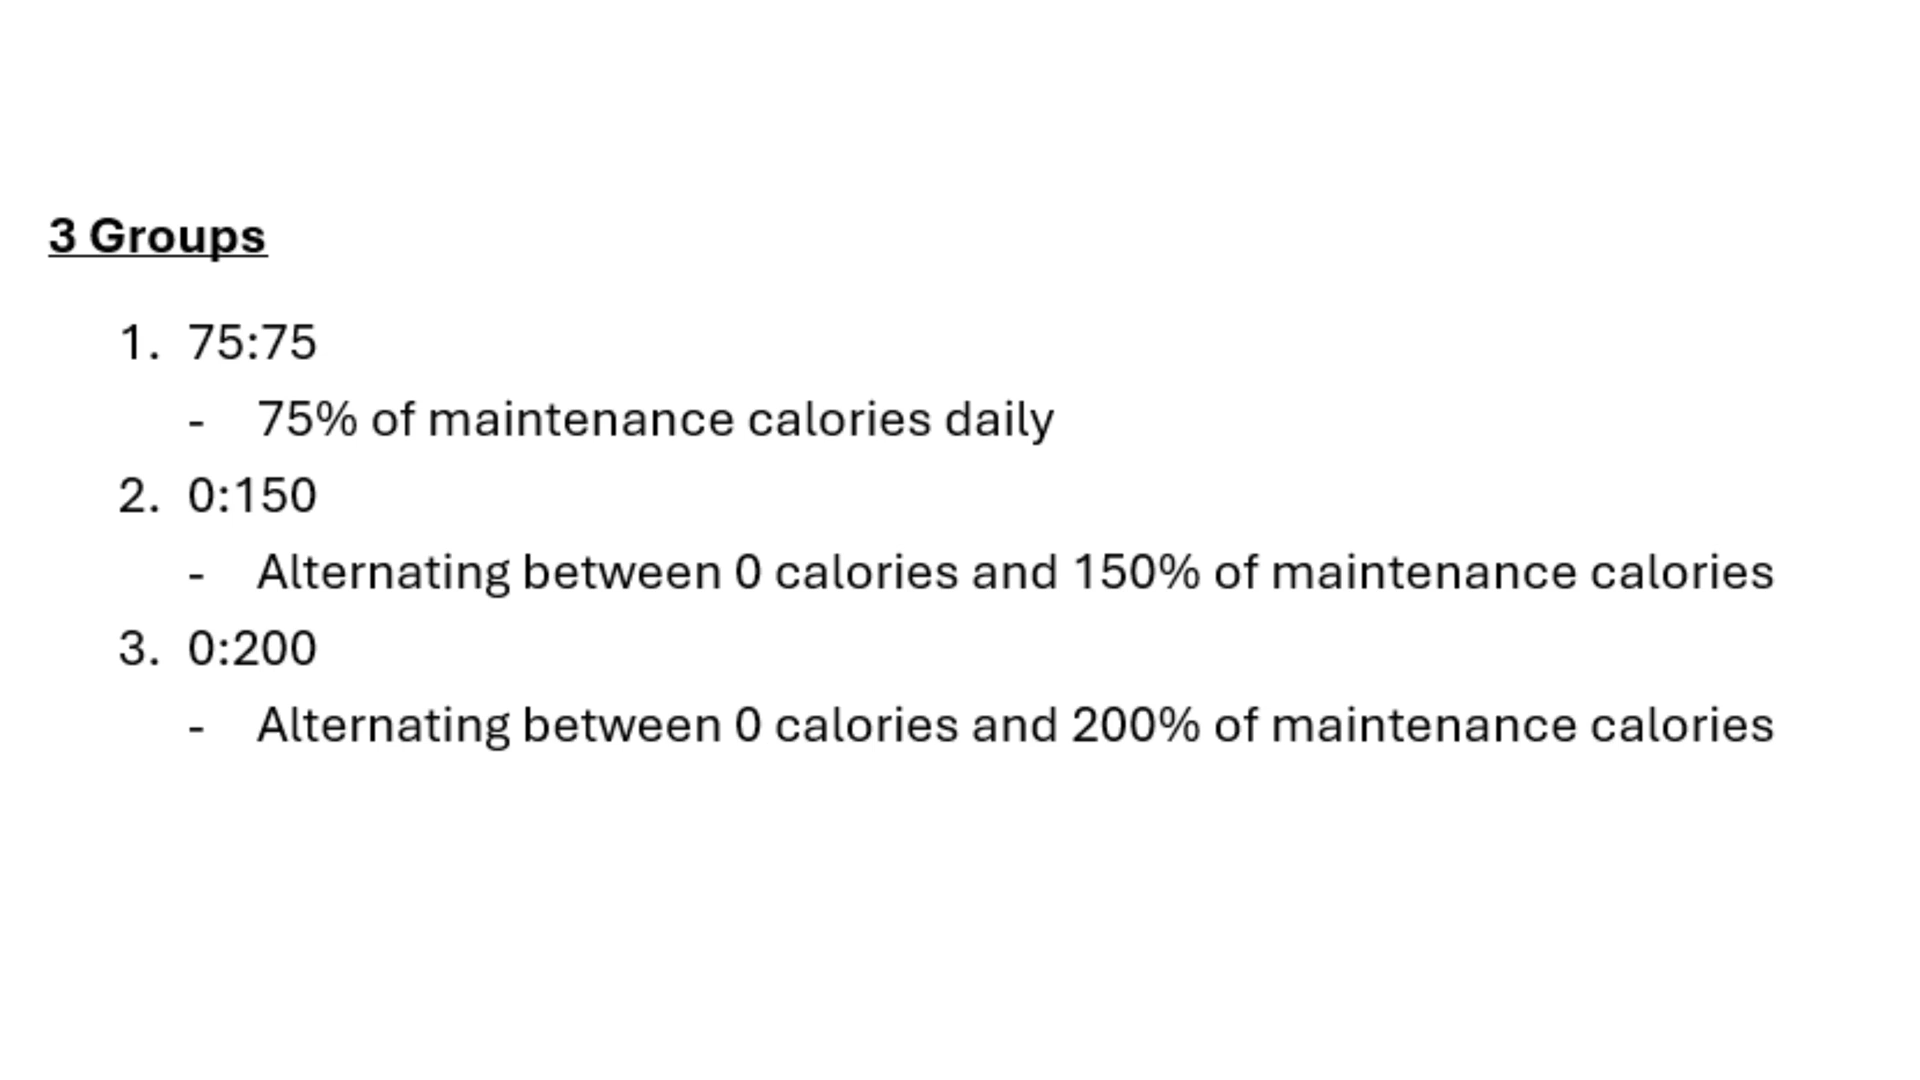 3 Groups
1. 75:75
- 75% of maintenance calories daily
2. 0:150
- Alternating between 0 calories and 150% of maintenance calories
3. 0:200
- Alternating between 0 calories and 200% of maintenance calories